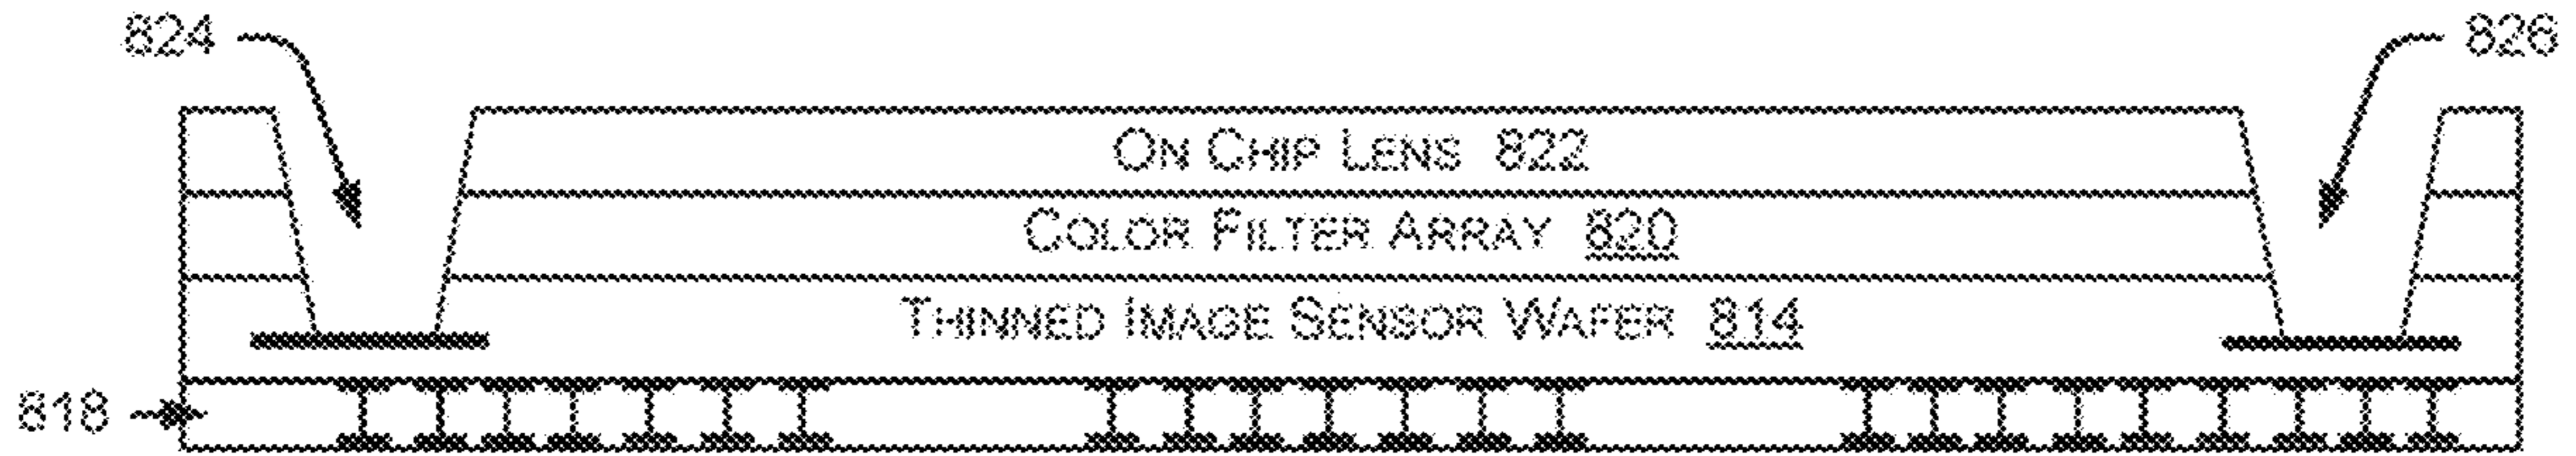 824
826
ON CHIP LENS 822
COLOR FILTER ARRAY 820
THINNED IMAGE SENSOR WAFER 814
818